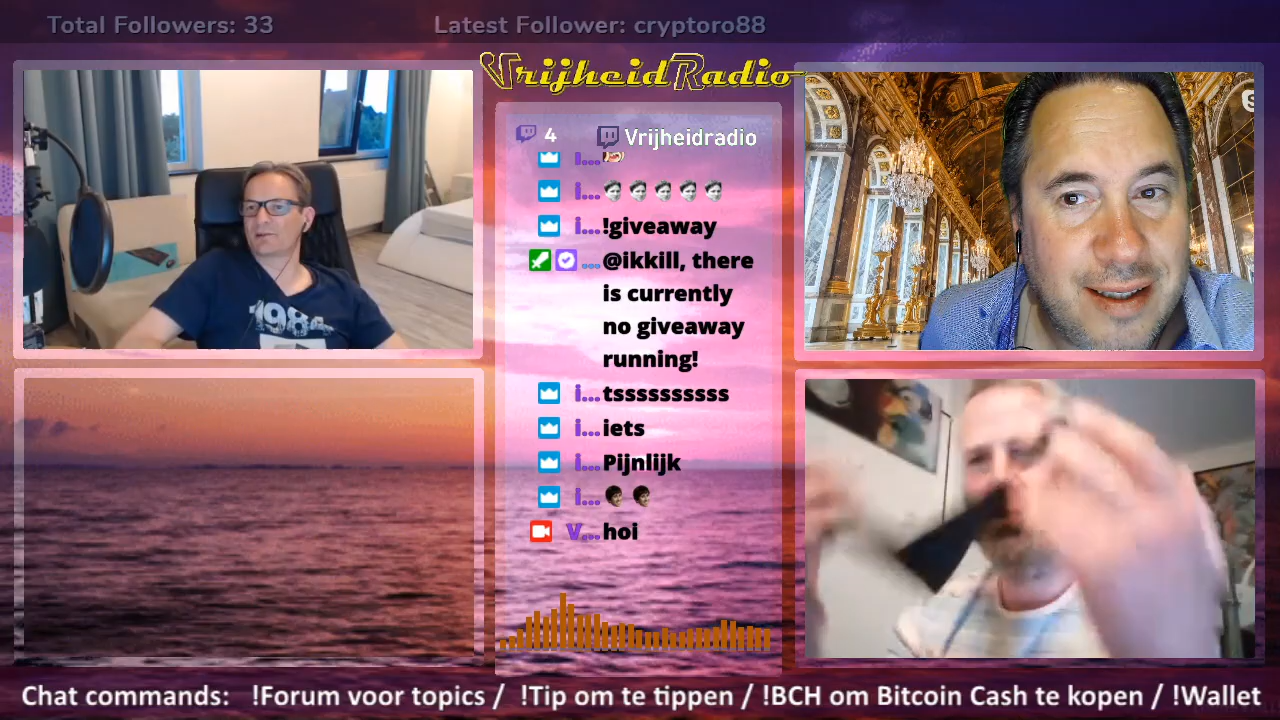 Total Followers: 33
Latest Follower: cryptoro88
VrijheidRadio
4
Vrijheidradio
i...
i...
i... !giveaway
... @ikkill, there
is currently
no giveaway
running!
i... tssssssssss
i... iets
i... Pijnlijk
i...
V... hoi
1984
Chat commands: !Forum voor topics / !Tip om te tippen / !BCH om Bitcoin Cash te kopen / !Wallet